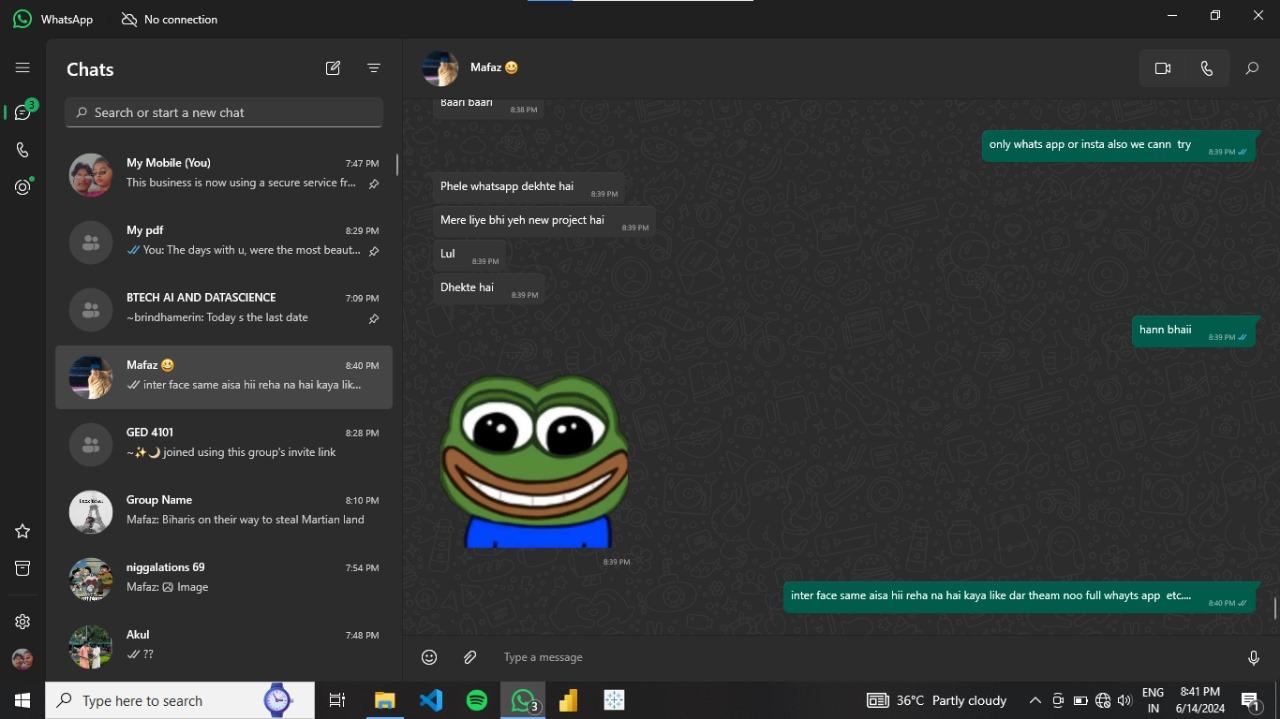 WhatsApp
No connection
Chats
Search or start a new chat
3
My Mobile (You) 7:47 PM
This business is now using a secure service fr...
My pdf 8:29 PM
You: The days with u, were the most beaut...
BTECH AI AND DATASCIENCE 7:09 PM
~brindhamerin: Today s the last date
Mafaz 😃 8:40 PM
inter face same aisa hii reha na hai kaya lik...
GED 4101 8:28 PM
~✨🌙 joined using this group's invite link
Group Name 8:10 PM
Mafaz: Biharis on their way to steal Martian land
niggalations 69 7:54 PM
Mafaz: Image
Akul 7:48 PM
??
Mafaz 😃
Baari baari 8:38 PM
only whats app or insta also we cann  try 8:39 PM
Phele whatsapp dekhte hai 8:39 PM
Mere liye bhi yeh new project hai 8:39 PM
Lul 8:39 PM
Dhekte hai 8:39 PM
hann bhaii 8:39 PM
8:39 PM
inter face same aisa hii reha na hai kaya like dar theam noo full whayts app  etc.... 8:40 PM
Type a message
Type here to search
3
36°C Partly cloudy
ENG 8:41 PM
IN 6/14/2024
1